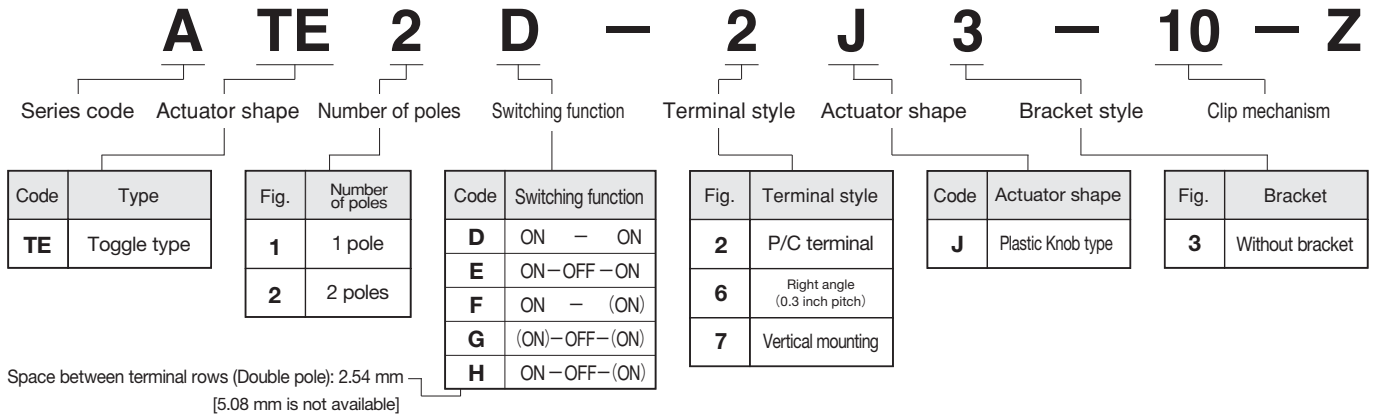 A TE 2 D － 2 J 3 － 10 － Z
Series code Actuator shape Number of poles Switching function Terminal style Actuator shape Bracket style Clip mechanism
Code Type
TE Toggle type
Fig. Number of poles
1 1 pole
2 2 poles
Code Switching function
D ON － ON
E ON－OFF－ON
F ON － (ON)
G (ON)－OFF－(ON)
H ON－OFF－(ON)
Fig. Terminal style
2 P/C terminal
6 Right angle
（0.3 inch pitch）
7 Vertical mounting
Code Actuator shape
J Plastic Knob type
Fig. Bracket
3 Without bracket
Space between terminal rows (Double pole): 2.54 mm
[5.08 mm is not available]